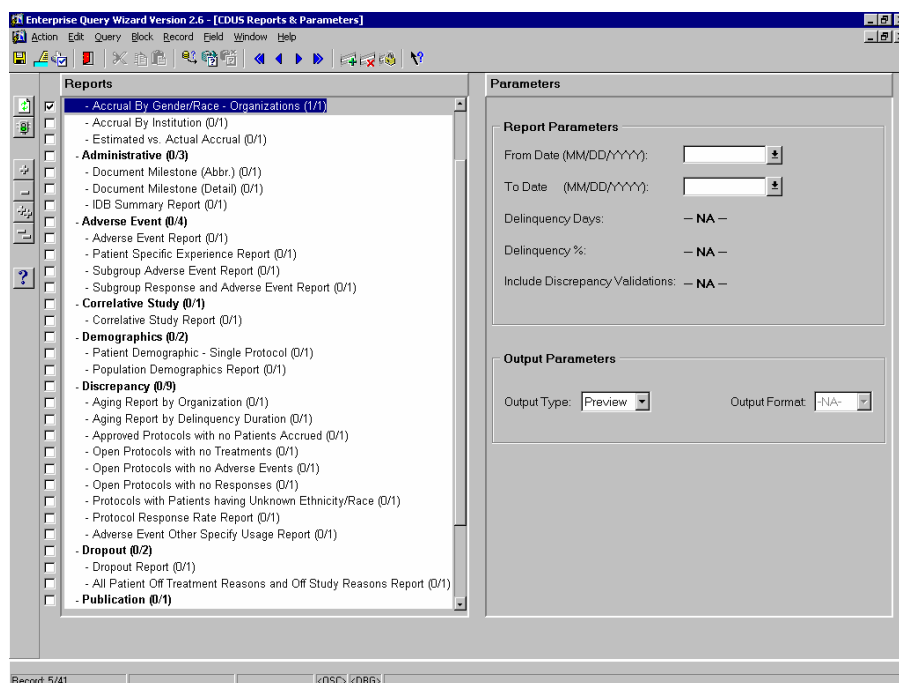 Enterprise Query Wizard Version 2.6 - [CDUS Reports & Parameters]
Action Edit Query Block Record Field Window Help
Reports
- Accrual By Gender/Race - Organizations (1/1)
- Accrual By Institution (0/1)
- Estimated vs. Actual Accrual (0/1)
- Administrative (0/3)
- Document Milestone (Abbr.) (0/1)
- Document Milestone (Detail) (0/1)
- IDB Summary Report (0/1)
- Adverse Event (0/4)
- Adverse Event Report (0/1)
- Patient Specific Experience Report (0/1)
- Subgroup Adverse Event Report (0/1)
- Subgroup Response and Adverse Event Report (0/1)
- Correlative Study (0/1)
- Correlative Study Report (0/1)
- Demographics (0/2)
- Patient Demographic - Single Protocol (0/1)
- Population Demographics Report (0/1)
- Discrepancy (0/9)
- Aging Report by Organization (0/1)
- Aging Report by Delinquency Duration (0/1)
- Approved Protocols with no Patients Accrued (0/1)
- Open Protocols with no Treatments (0/1)
- Open Protocols with no Adverse Events (0/1)
- Open Protocols with no Responses (0/1)
- Protocols with Patients having Unknown Ethnicity/Race (0/1)
- Protocol Response Rate Report (0/1)
- Adverse Event Other Specify Usage Report (0/1)
- Dropout (0/2)
- Dropout Report (0/1)
- All Patient Off Treatment Reasons and Off Study Reasons Report (0/1)
- Publication (0/1)
Parameters
Report Parameters
From Date (MM/DD/YYYY):
To Date (MM/DD/YYYY):
Delinquency Days: -- NA --
Delinquency %: -- NA --
Include Discrepancy Validations: -- NA --
Output Parameters
Output Type: Preview Output Format: -NA-
Record: 5/41 <OSC> <DBG>